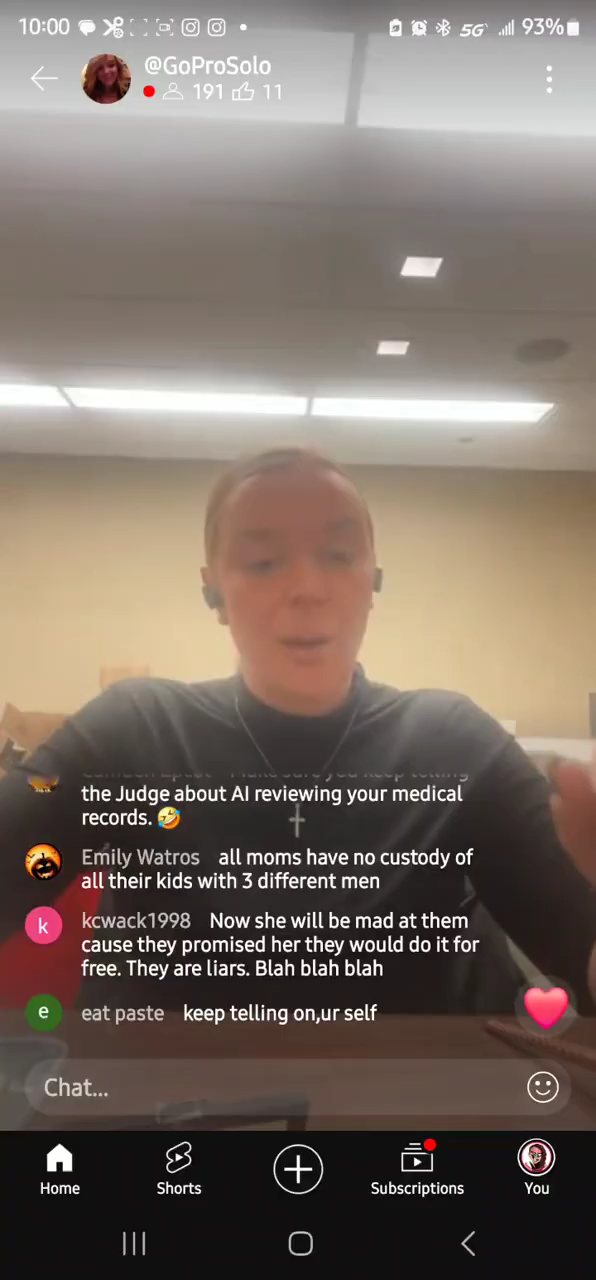 10:00
5G
93%
@GoProSolo
191
11
the Judge about AI reviewing your medical
records. 🤣
Emily Watros all moms have no custody of
all their kids with 3 different men
k
kcwack1998 Now she will be mad at them
cause they promised her they would do it for
free. They are liars. Blah blah blah
e
eat paste keep telling on,ur self
Chat...
Home
Shorts
Subscriptions
You